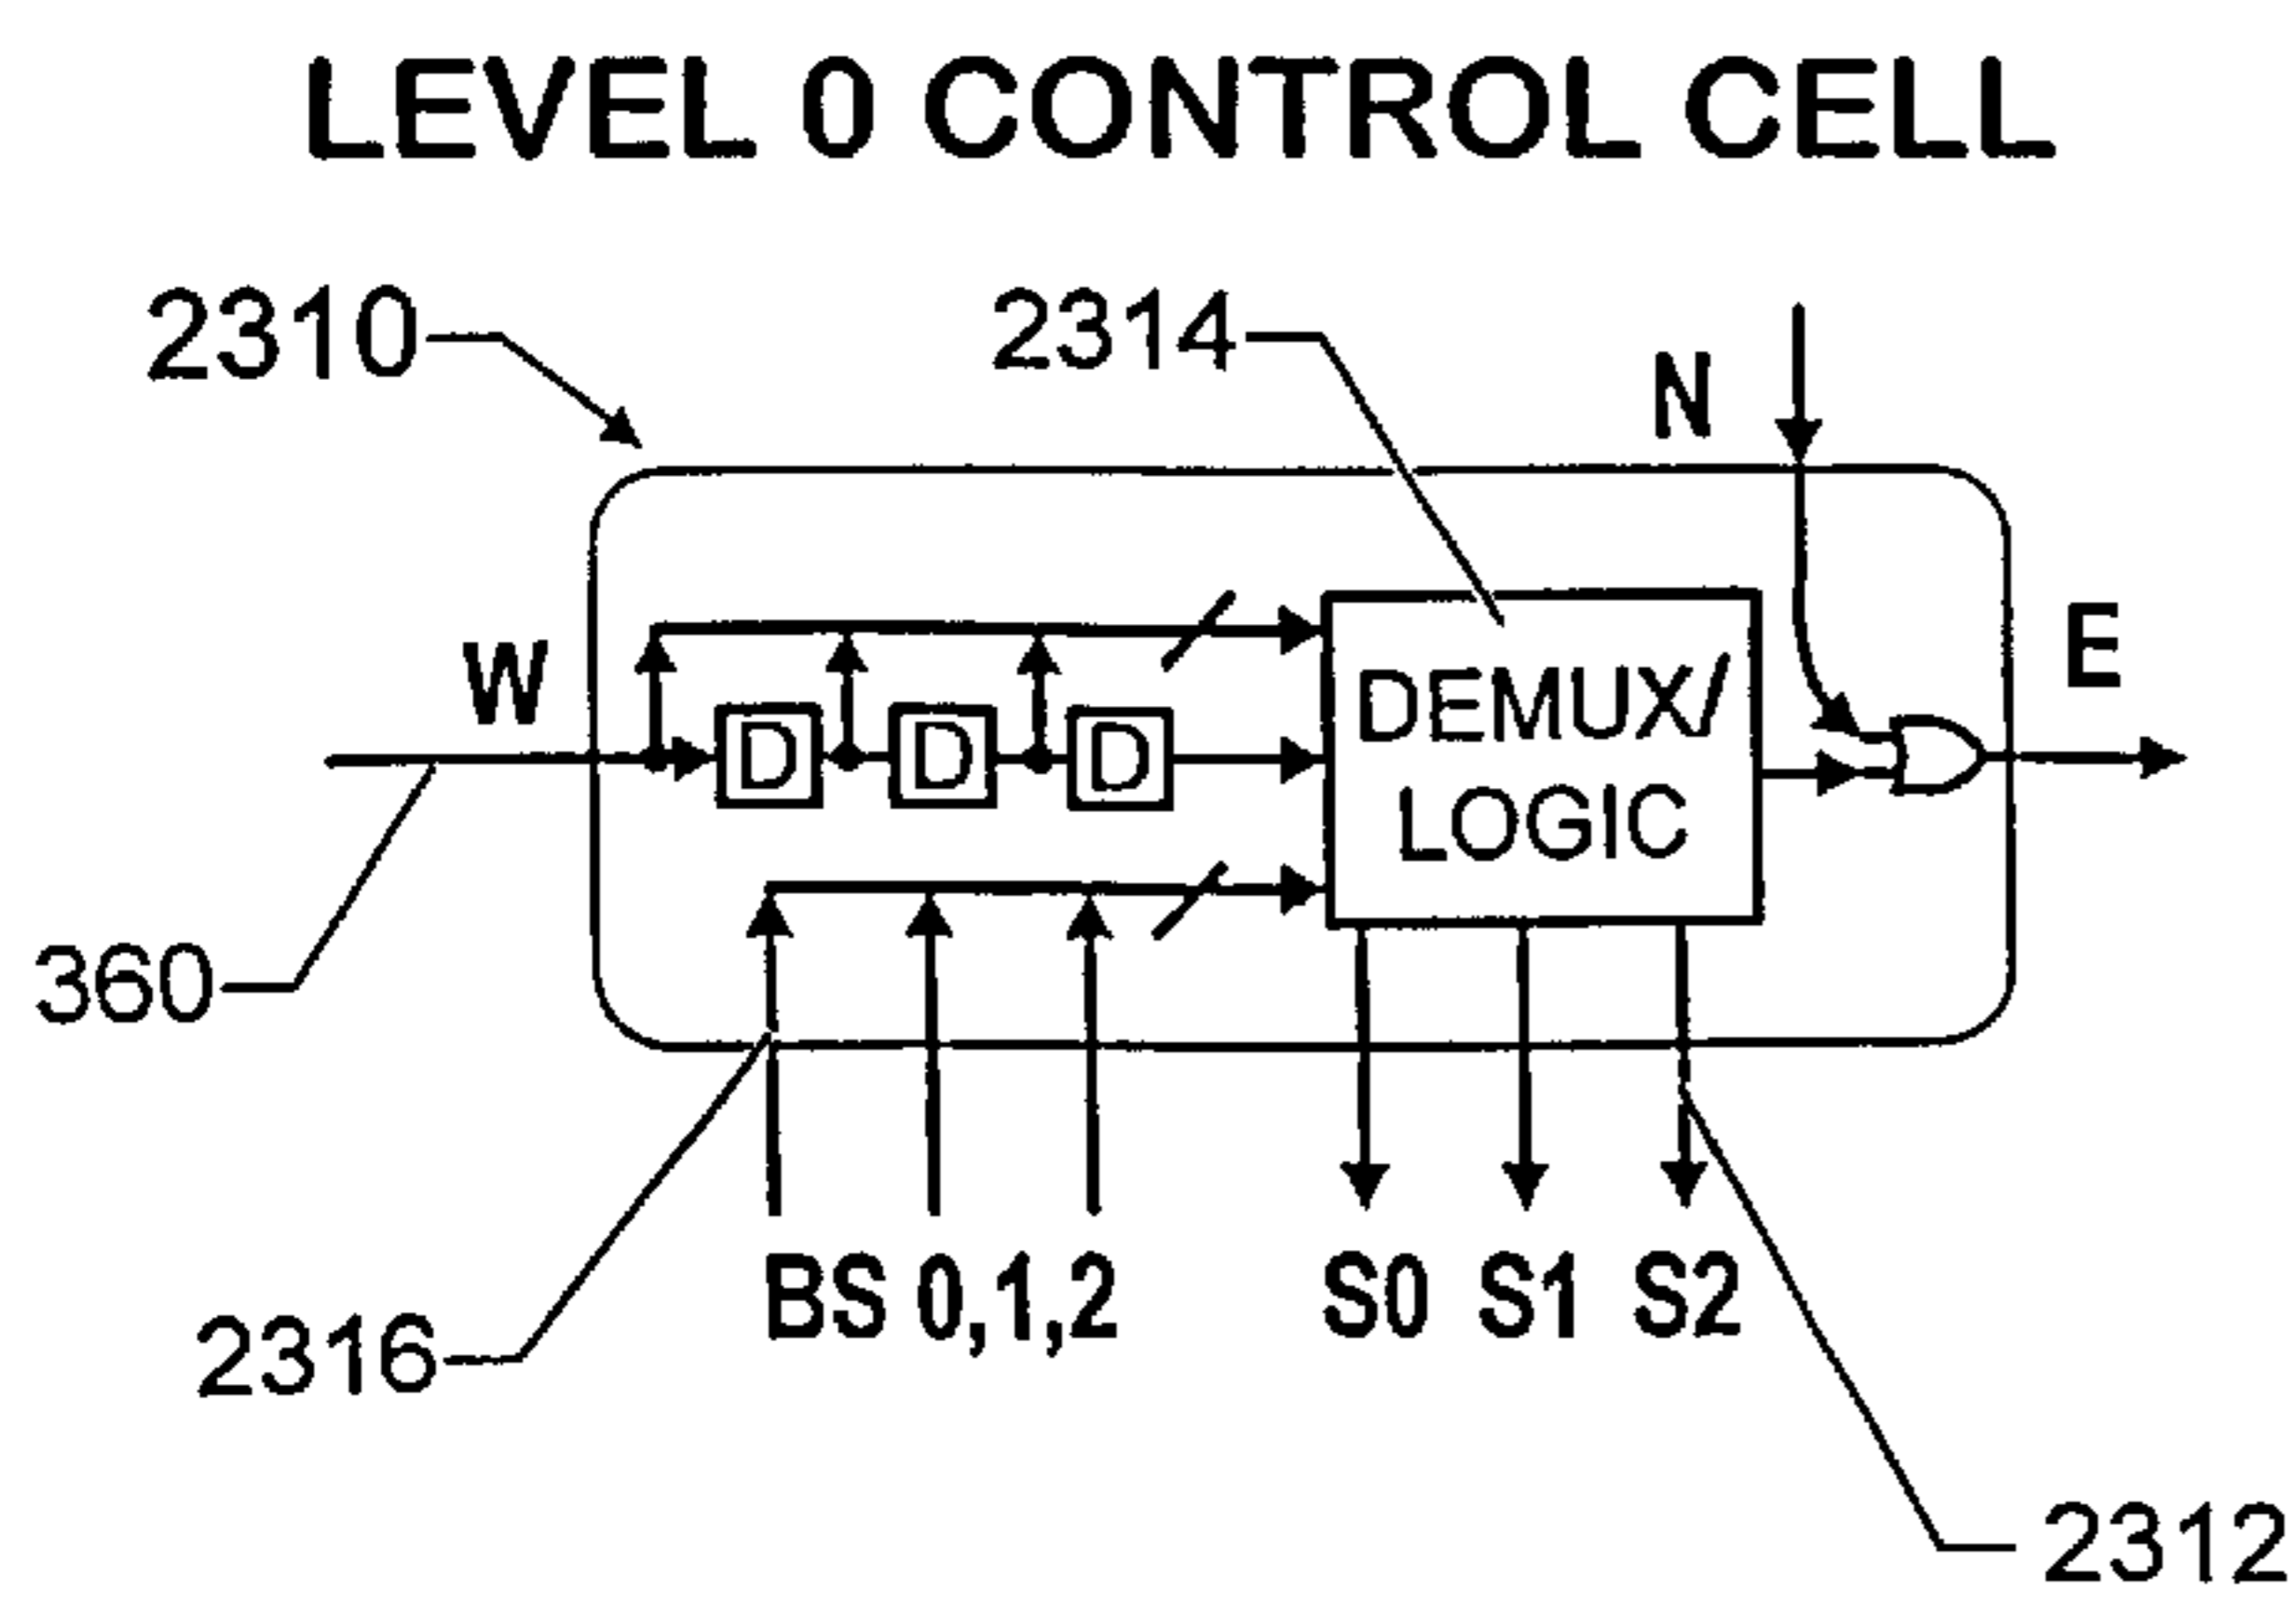 LEVEL 0 CONTROL CELL
2310
2314
N
W
E
D D D
DEMUX/
LOGIC
360
2316
BS 0,1,2
S0 S1 S2
2312